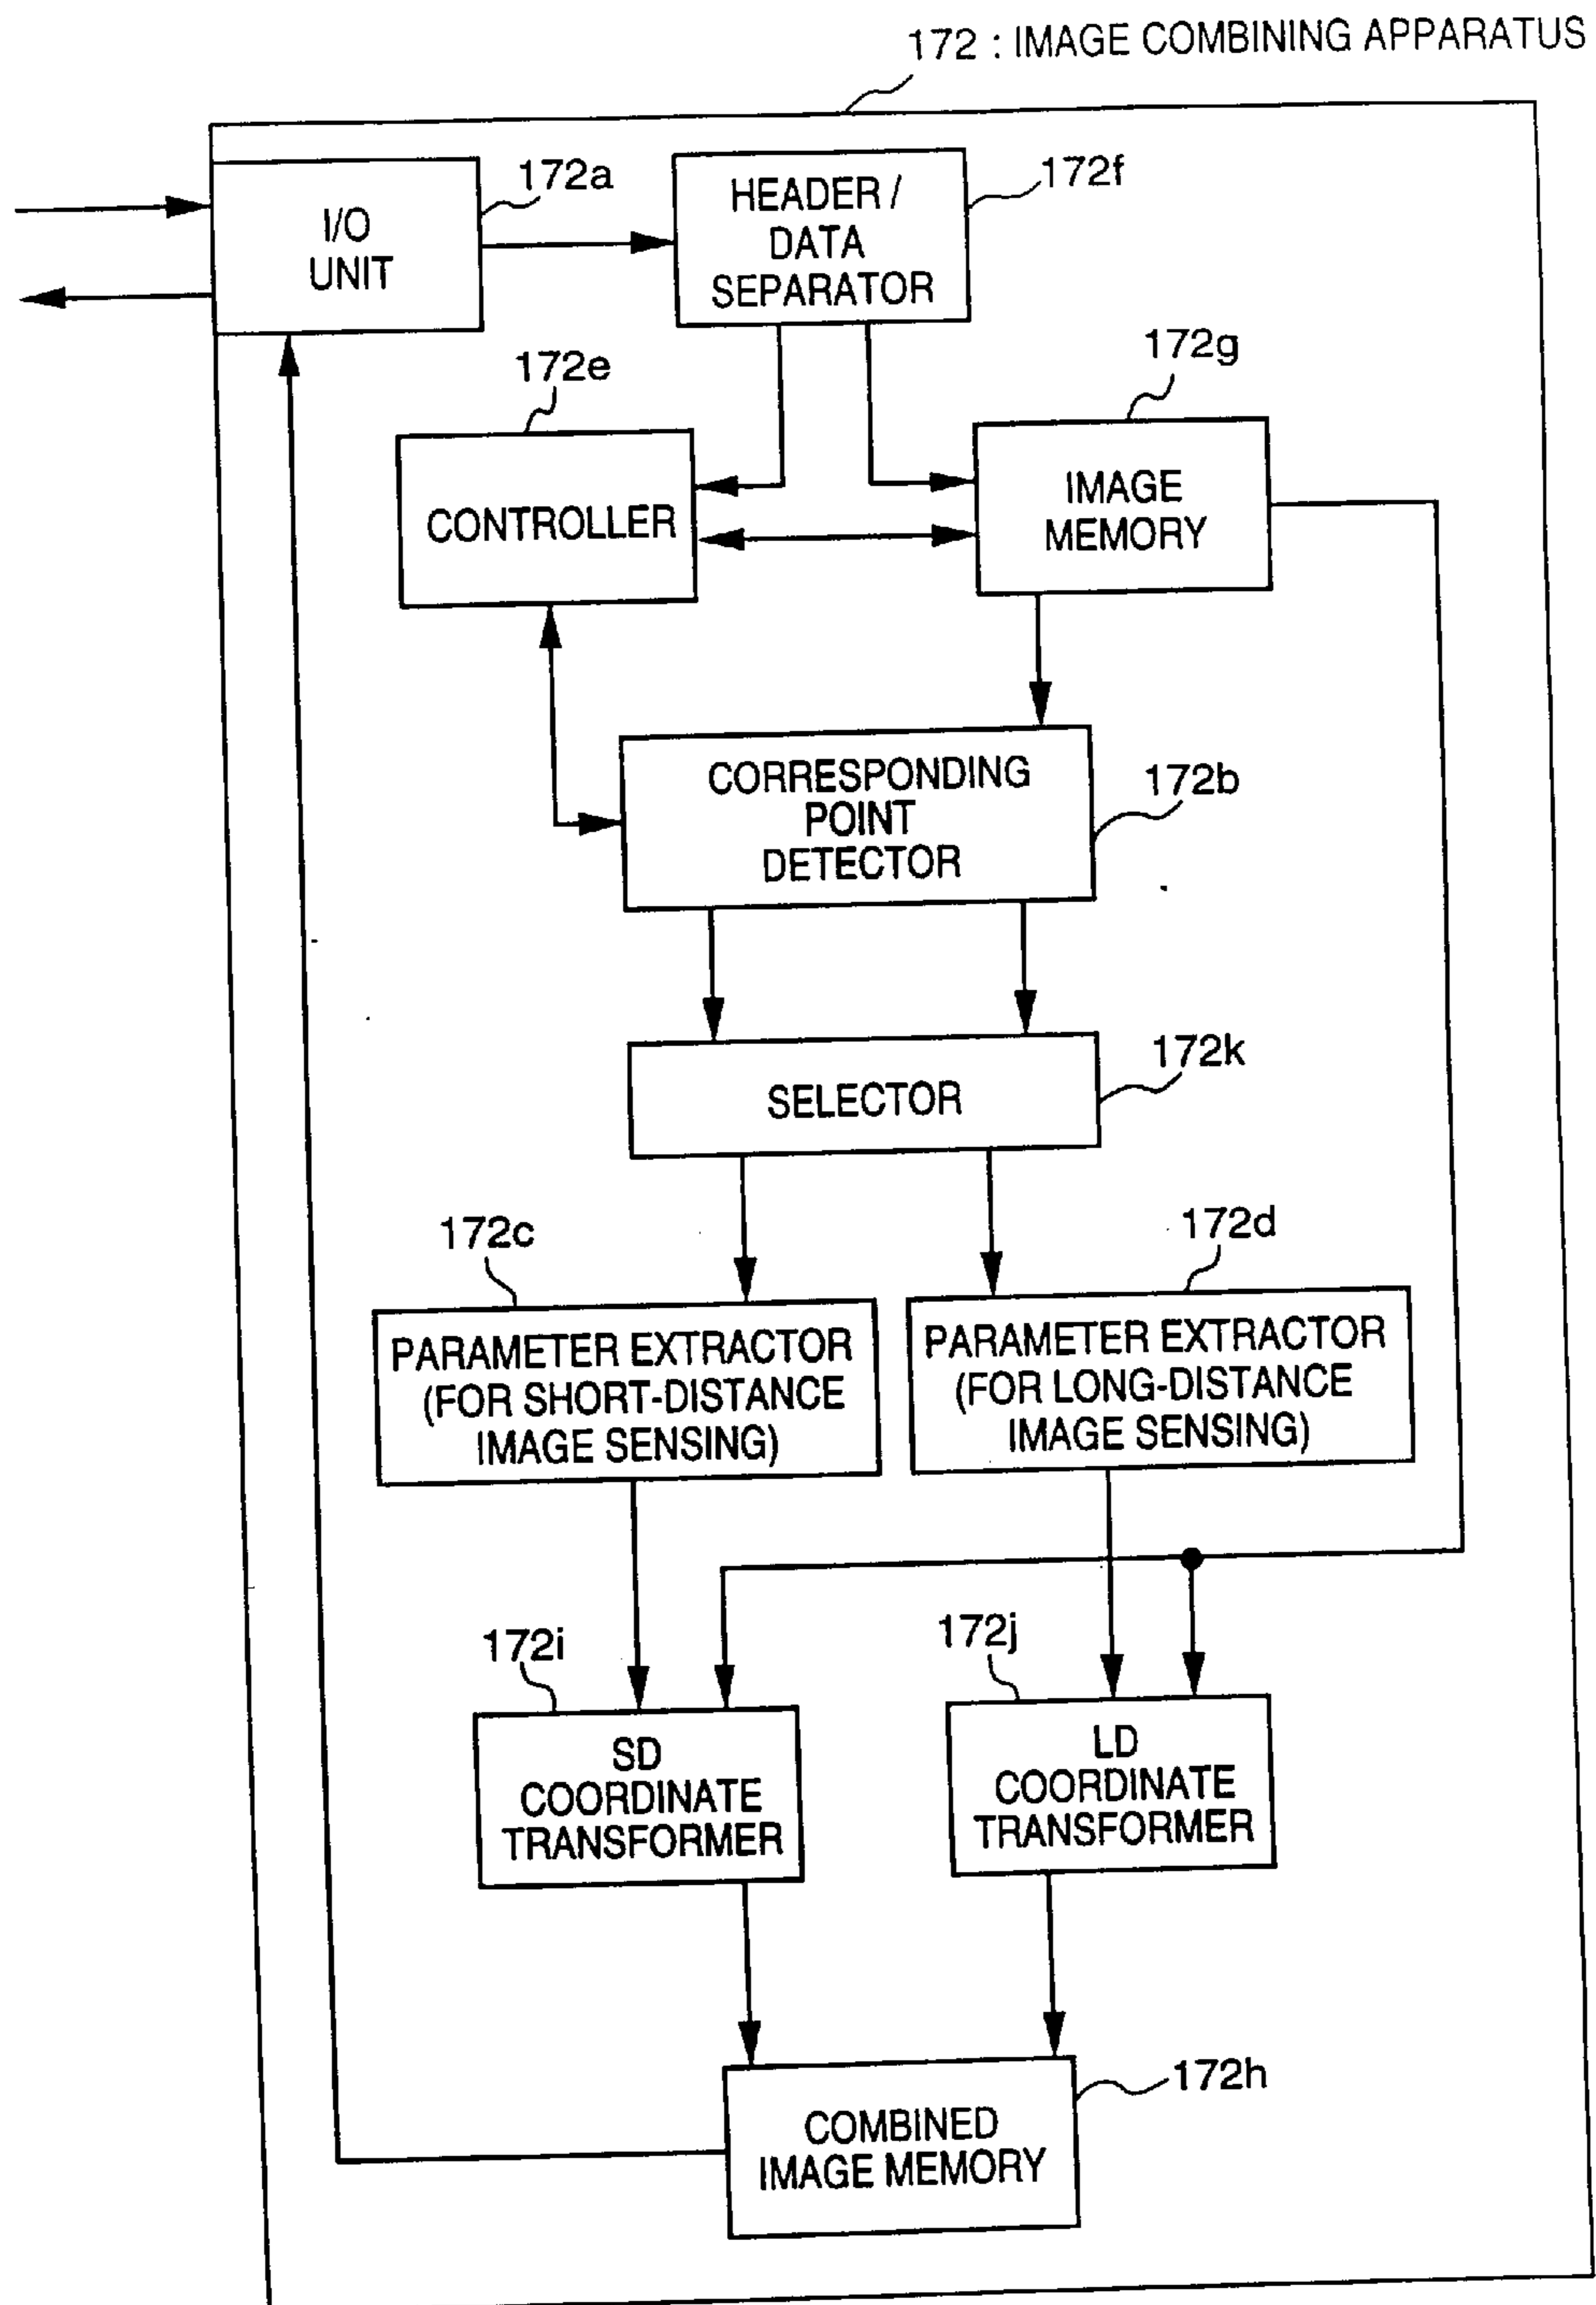 172 : IMAGE COMBINING APPARATUS
172a
172f
I/O
UNIT
HEADER /
DATA
SEPARATOR
172e
172g
CONTROLLER
IMAGE
MEMORY
CORRESPONDING
POINT
DETECTOR
172b
SELECTOR
172k
172c
172d
PARAMETER EXTRACTOR
(FOR SHORT-DISTANCE
IMAGE SENSING)
PARAMETER EXTRACTOR
(FOR LONG-DISTANCE
IMAGE SENSING)
172i
172j
SD
COORDINATE
TRANSFORMER
LD
COORDINATE
TRANSFORMER
172h
COMBINED
IMAGE MEMORY